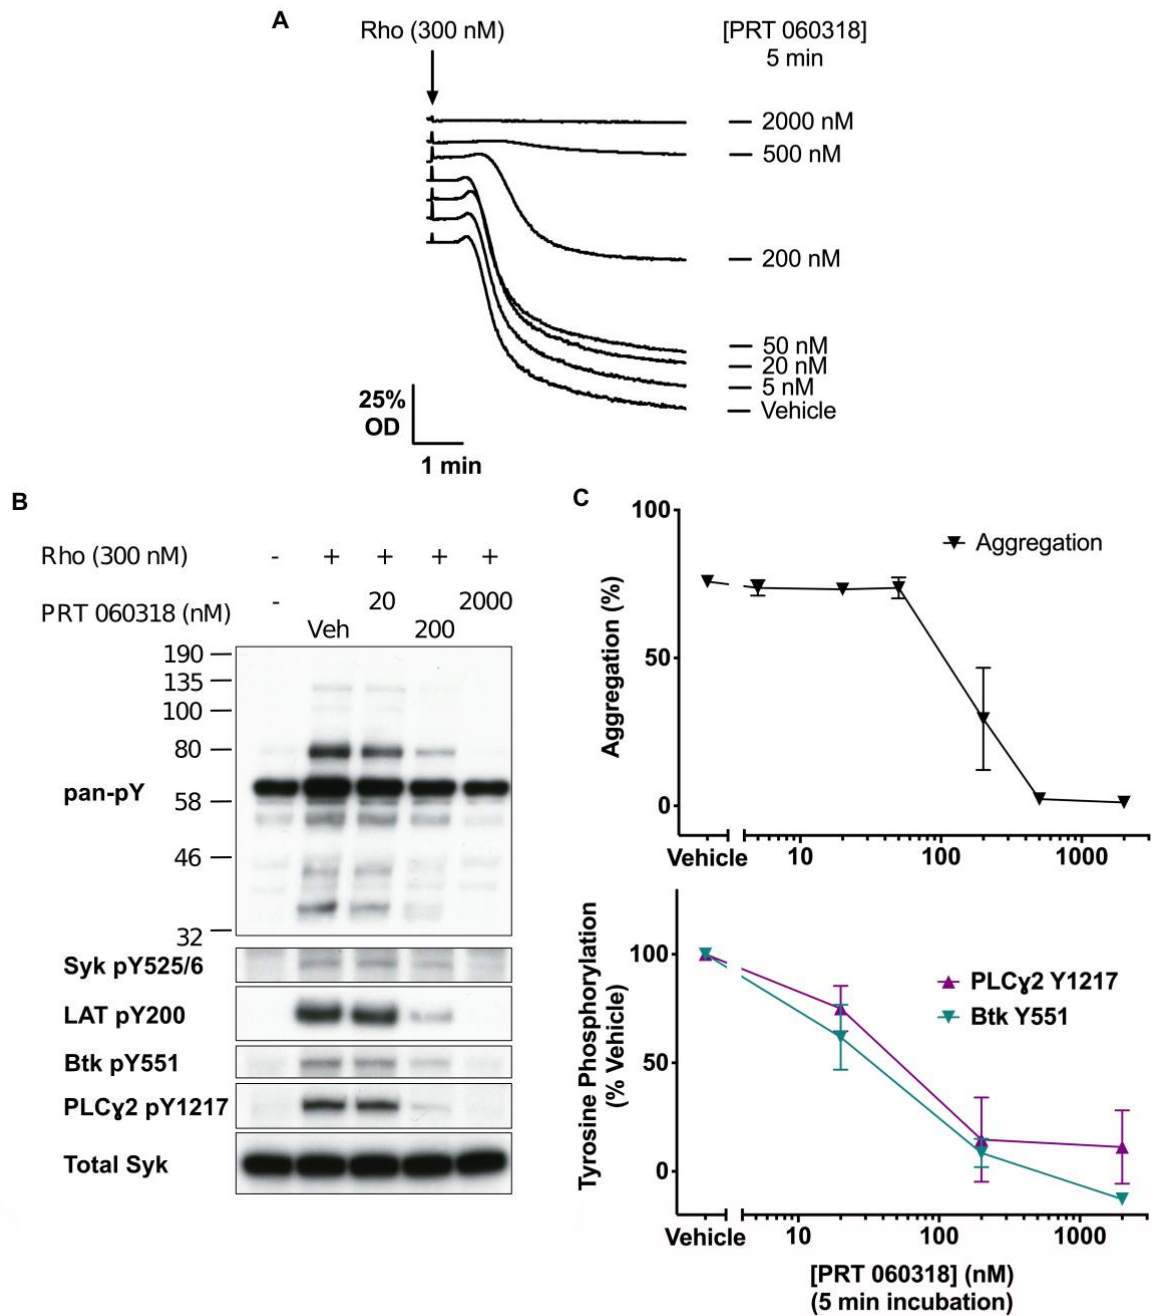 A
Rho (300 nM)
[PRT 060318]
5 min
2000 nM
500 nM
200 nM
50 nM
20 nM
5 nM
Vehicle
25%
OD
1 min
B
Rho (300 nM) - + + + +
PRT 060318 (nM) - Veh 20 200 2000
190
135
100
80
58
46
32
pan-pY
Syk pY525/6
LAT pY200
Btk pY551
PLCɣ2 pY1217
Total Syk
C
100
50
0
Aggregation (%)
Aggregation
Vehicle 10 100 1000
100
50
0
Tyrosine Phosphorylation
(% Vehicle)
PLCɣ2 Y1217
Btk Y551
Vehicle 10 100 1000
[PRT 060318] (nM)
(5 min incubation)